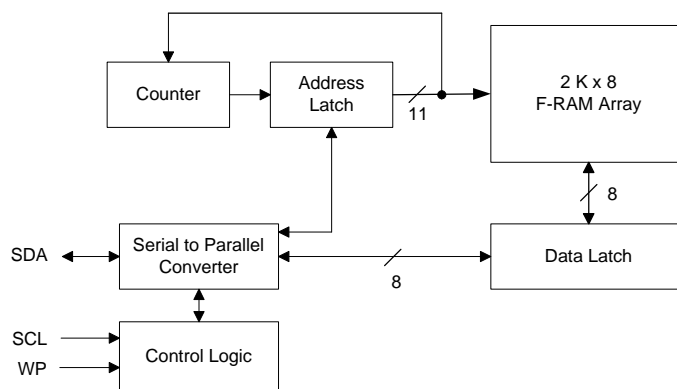 Counter
Address
Latch
11
2 K x 8
F-RAM Array
8
SDA
Serial to Parallel
Converter
8
Data Latch
SCL
WP
Control Logic